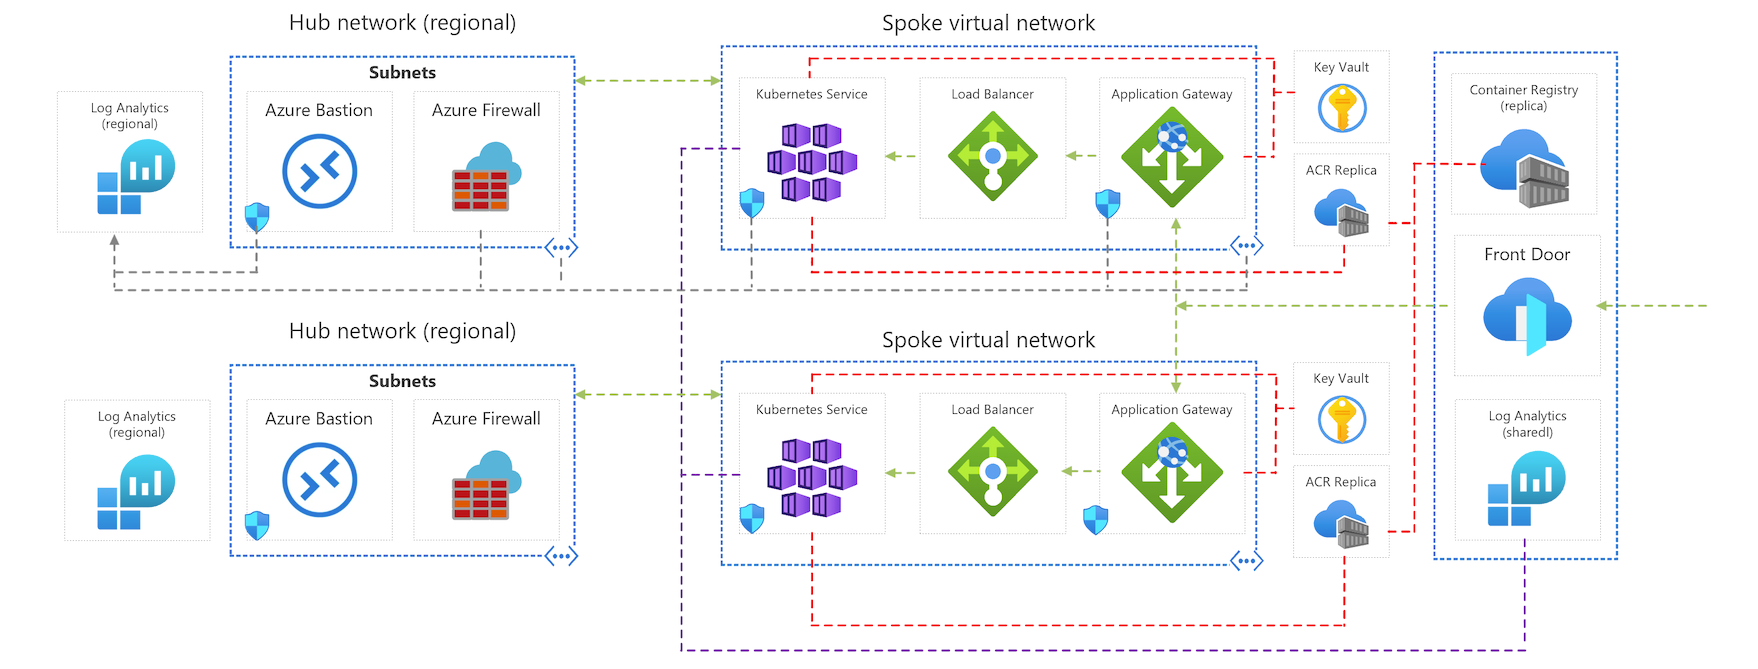 Hub network (regional)
Spoke virtual network
Subnets
Log Analytics
(regional)
Azure Bastion
Azure Firewall
Kubernetes Service
Load Balancer
Application Gateway
Key Vault
ACR Replica
Container Registry
(replica)
Front Door
Hub network (regional)
Spoke virtual network
Subnets
Log Analytics
(regional)
Azure Bastion
Azure Firewall
Kubernetes Service
Load Balancer
Application Gateway
Key Vault
ACR Replica
Log Analytics
(sharedl)